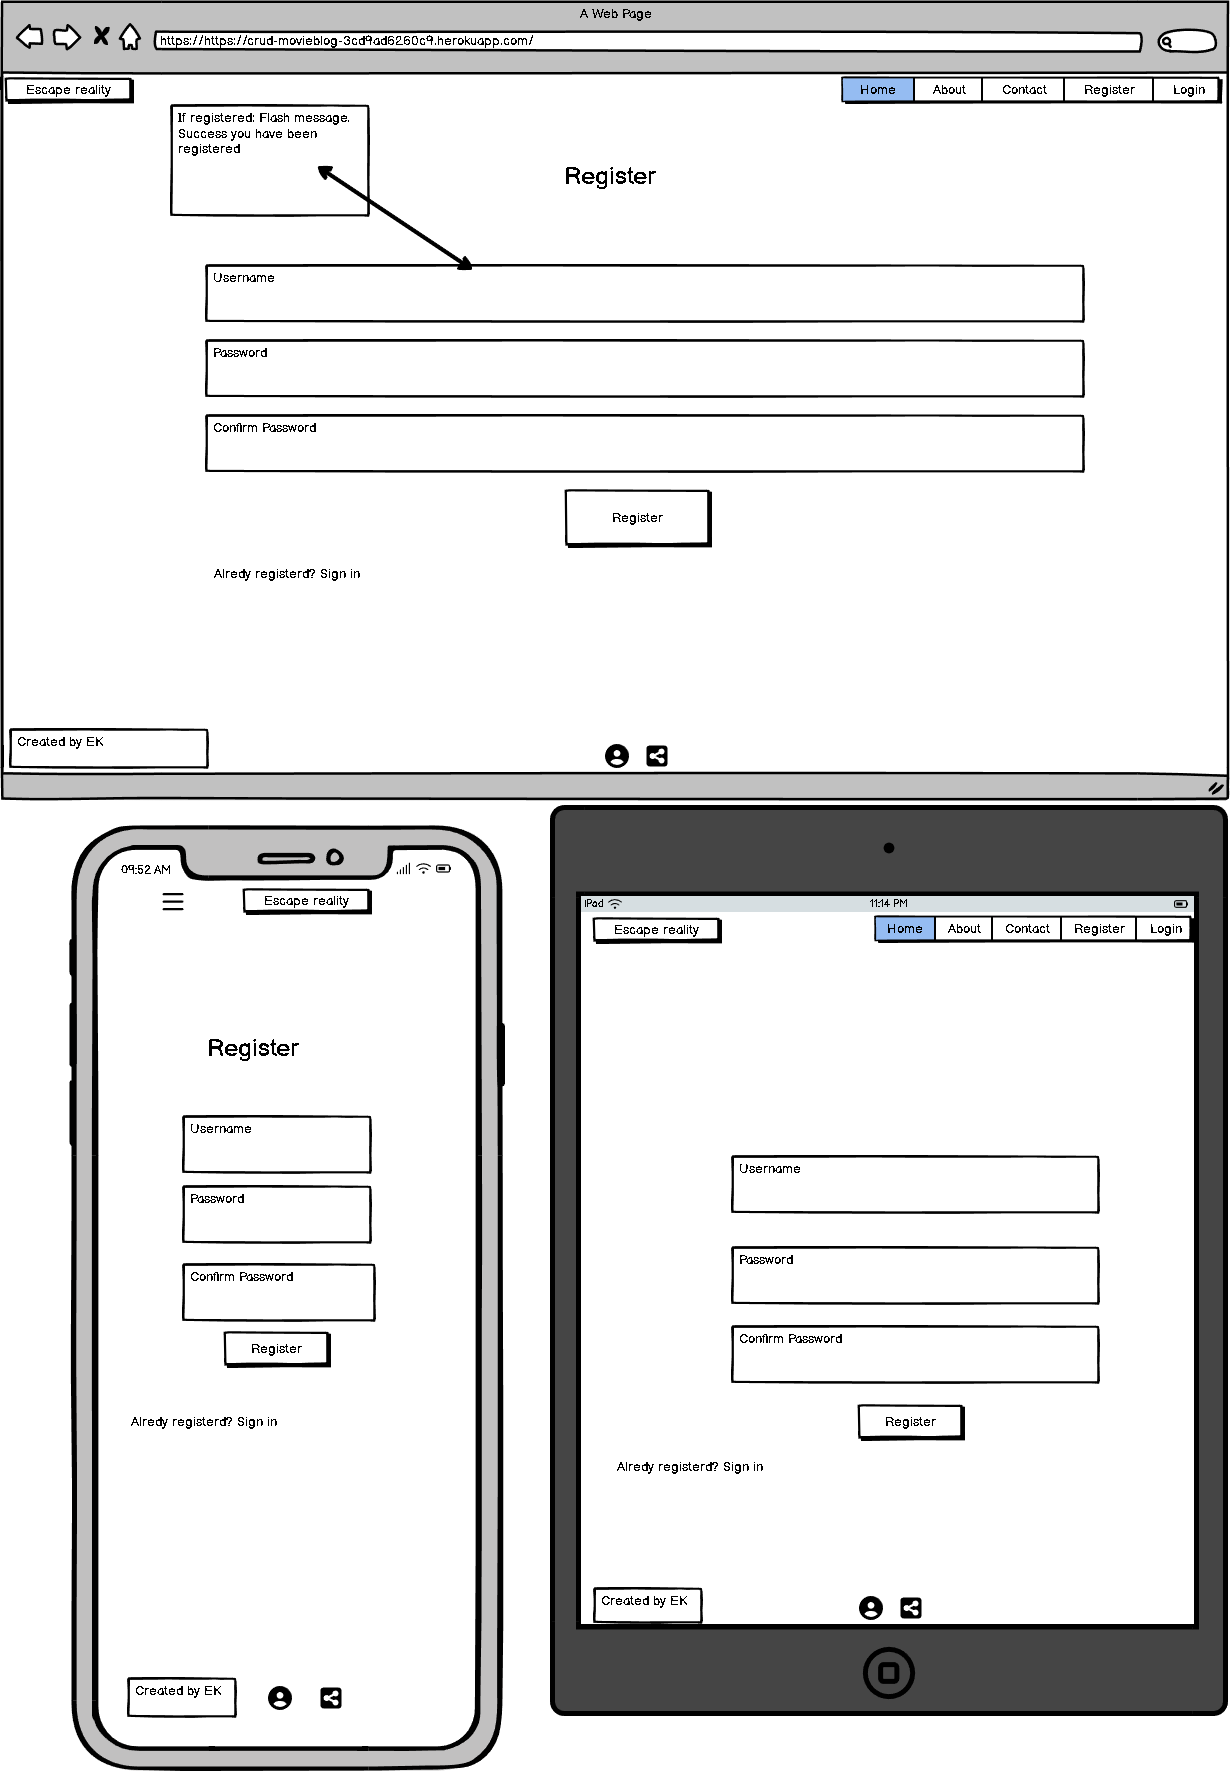 A Web Page
https://https://crud-movieblog-3cd9ad6260c9.herokuapp.com/
Escape reality
Home About Contact Register Login
If registered: Flash message.
Success you have been
registered
Register
Username
Password
Confirm Password
Register
Alredy registerd? Sign in
Created by EK
09:52 AM
Escape reality
Register
Username
Password
Confirm Password
Register
Alredy registerd? Sign in
Created by EK
iPad 11:14 PM
Escape reality
Home About Contact Register Login
Username
Password
Confirm Password
Register
Alredy registerd? Sign in
Created by EK